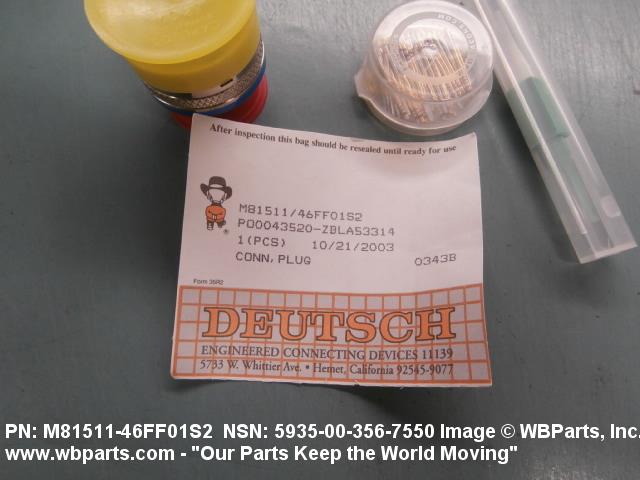 After inspection this bag should be resealed until ready for use
M81511/46FF01S2
P00043520-ZBLA53314
1(PCS) 10/21/2003
CONN,PLUG 0343B
®
Form 36R2
DEUTSCH
ENGINEERED CONNECTING DEVICES 11139
5733 W. Whittier Ave. • Hemet, California 92545-9077
PN: M81511-46FF01S2 NSN: 5935-00-356-7550 Image © WBParts, Inc.
www.wbparts.com - "Our Parts Keep the World Moving"